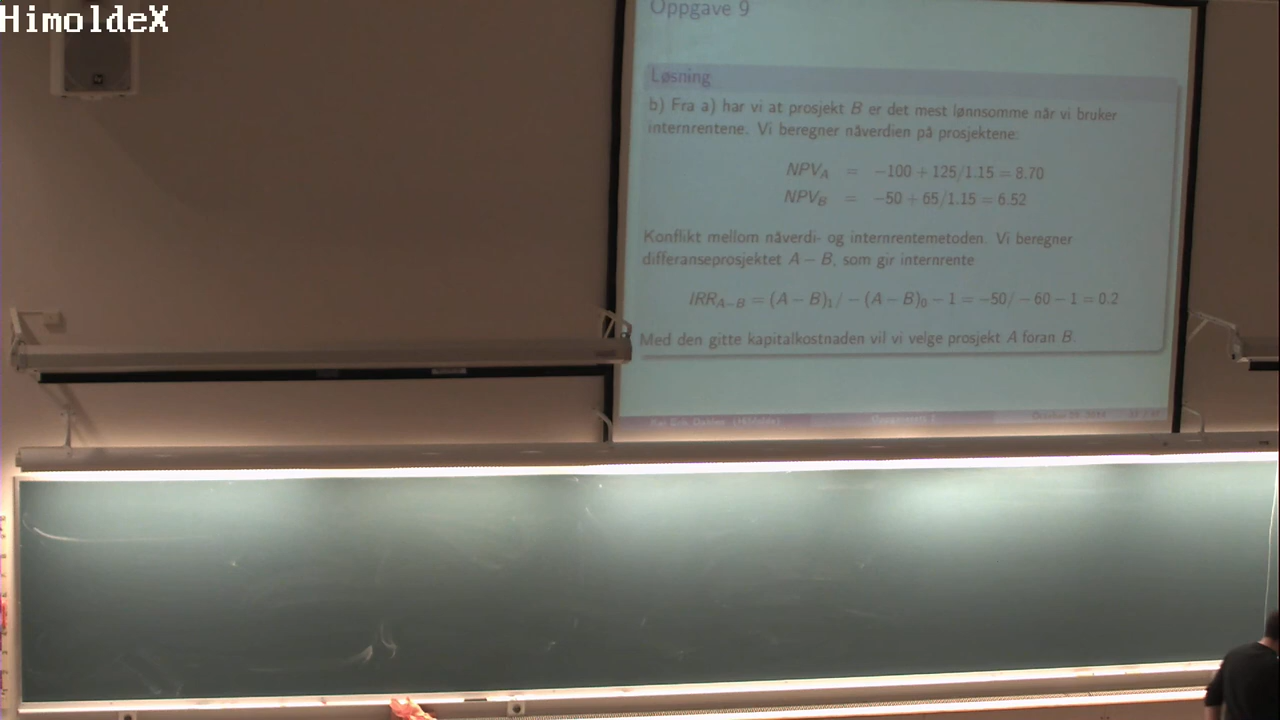 HimoldeX
Oppgave 9
Løsning
b) Fra a) har vi at prosjekt B er det mest lønnsomme når vi bruker
internrentene. Vi beregner nåverdien på prosjektene:
NPV_A = −100 + 125/1.15 = 8.70
NPV_B = −50 + 65/1.15 = 6.52
Konflikt mellom nåverdi- og internrentemetoden. Vi beregner
differanseprosjektet A − B, som gir internrente
IRR_{A−B} = (A − B)₁/ − (A − B)₀ − 1 = −50/ − 60 − 1 = 0.2
Med den gitte kapitalkostnaden vil vi velge prosjekt A foran B.